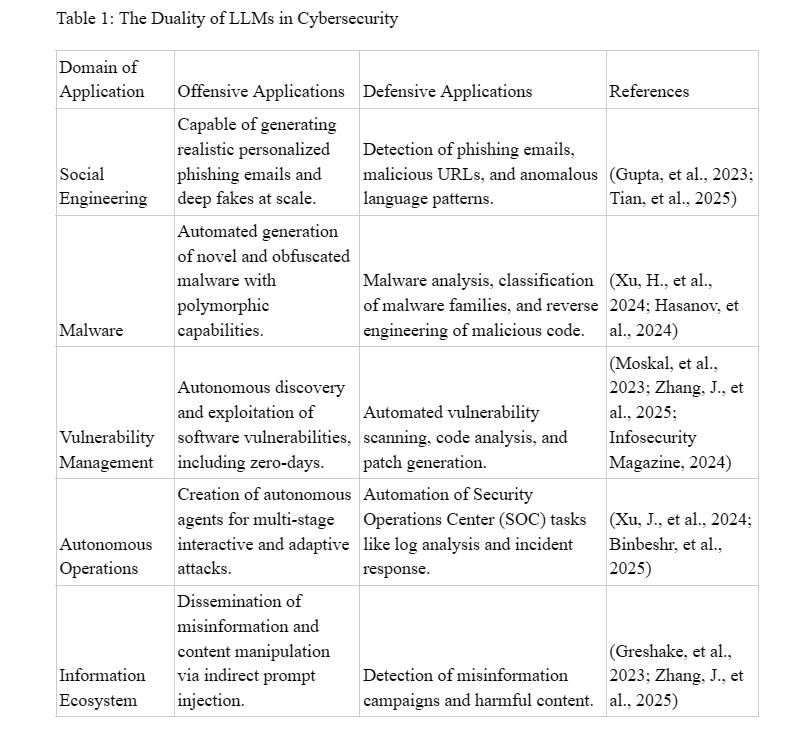 Table 1: The Duality of LLMs in Cybersecurity
Domain of
Application
Offensive Applications
Defensive Applications
References
Social
Engineering
Capable of generating
realistic personalized
phishing emails and
deep fakes at scale.
Detection of phishing emails,
malicious URLs, and anomalous
language patterns.
(Gupta, et al., 2023;
Tian, et al., 2025)
Malware
Automated generation
of novel and obfuscated
malware with
polymorphic
capabilities.
Malware analysis, classification
of malware families, and reverse
engineering of malicious code.
(Xu, H., et al.,
2024; Hasanov, et
al., 2024)
Vulnerability
Management
Autonomous discovery
and exploitation of
software vulnerabilities,
including zero-days.
Automated vulnerability
scanning, code analysis, and
patch generation.
(Moskal, et al.,
2023; Zhang, J., et
al., 2025;
Infosecurity
Magazine, 2024)
Autonomous
Operations
Creation of autonomous
agents for multi-stage
interactive and adaptive
attacks.
Automation of Security
Operations Center (SOC) tasks
like log analysis and incident
response.
(Xu, J., et al., 2024;
Binbeshr, et al.,
2025)
Information
Ecosystem
Dissemination of
misinformation and
content manipulation
via indirect prompt
injection.
Detection of misinformation
campaigns and harmful content.
(Greshake, et al.,
2023; Zhang, J., et
al., 2025)